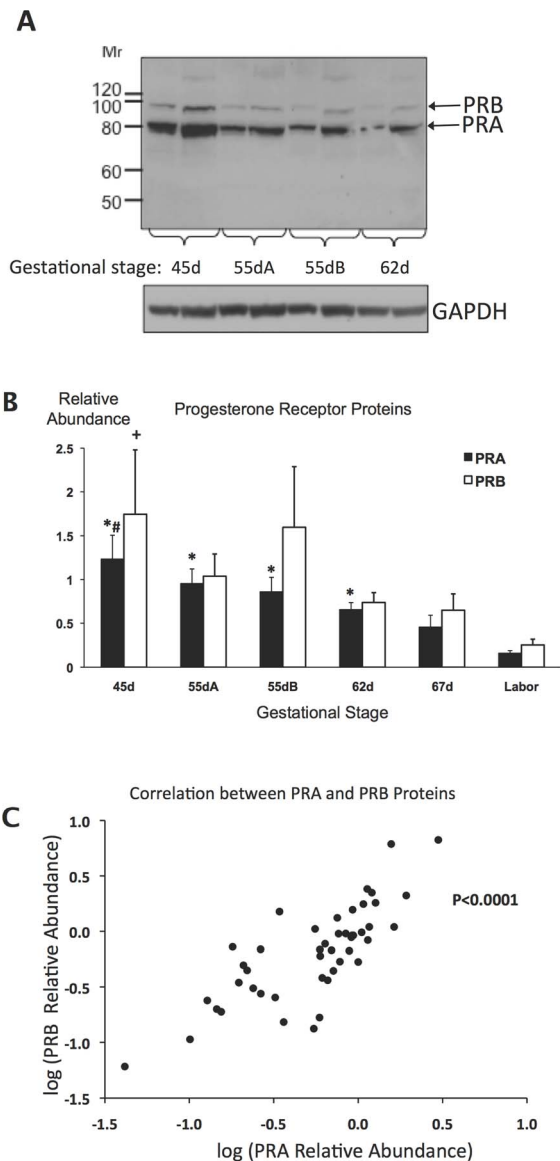 A
Mr
120
100
80
60
50
PRB
PRA
Gestational stage: 45d 55dA 55dB 62d
GAPDH
B
Relative
Abundance
Progesterone Receptor Proteins
2.5
2
1.5
1
0.5
0
+
*#
*
*
*
PRA
PRB
45d 55dA 55dB 62d 67d Labor
Gestational Stage
C
Correlation between PRA and PRB Proteins
log (PRB Relative Abundance)
1.0
0.5
0.0
-0.5
-1.0
-1.5
P<0.0001
-1.5 -1.0 -0.5 0.0 0.5 1.0
log (PRA Relative Abundance)